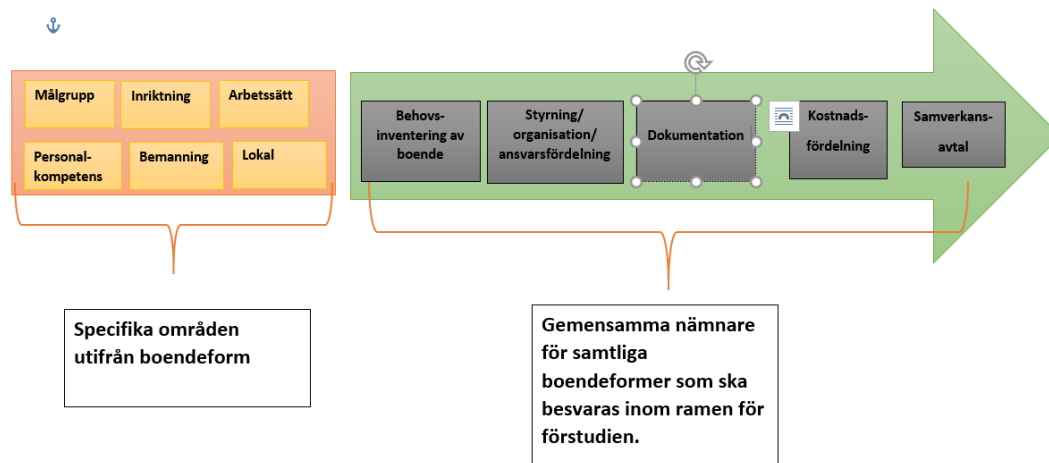 Målgrupp
Inriktning
Arbetssätt
Personal-
kompetens
Bemanning
Lokal
Behovs-
inventering av
boende
Styrning/
organisation/
ansvarsfördelning
Dokumentation
Kostnads-
fördelning
Samverkans-
avtal
Specifika områden
utifrån boendeform
Gemensamma nämnare
för samtliga
boendeformer som ska
besvaras inom ramen för
förstudien.